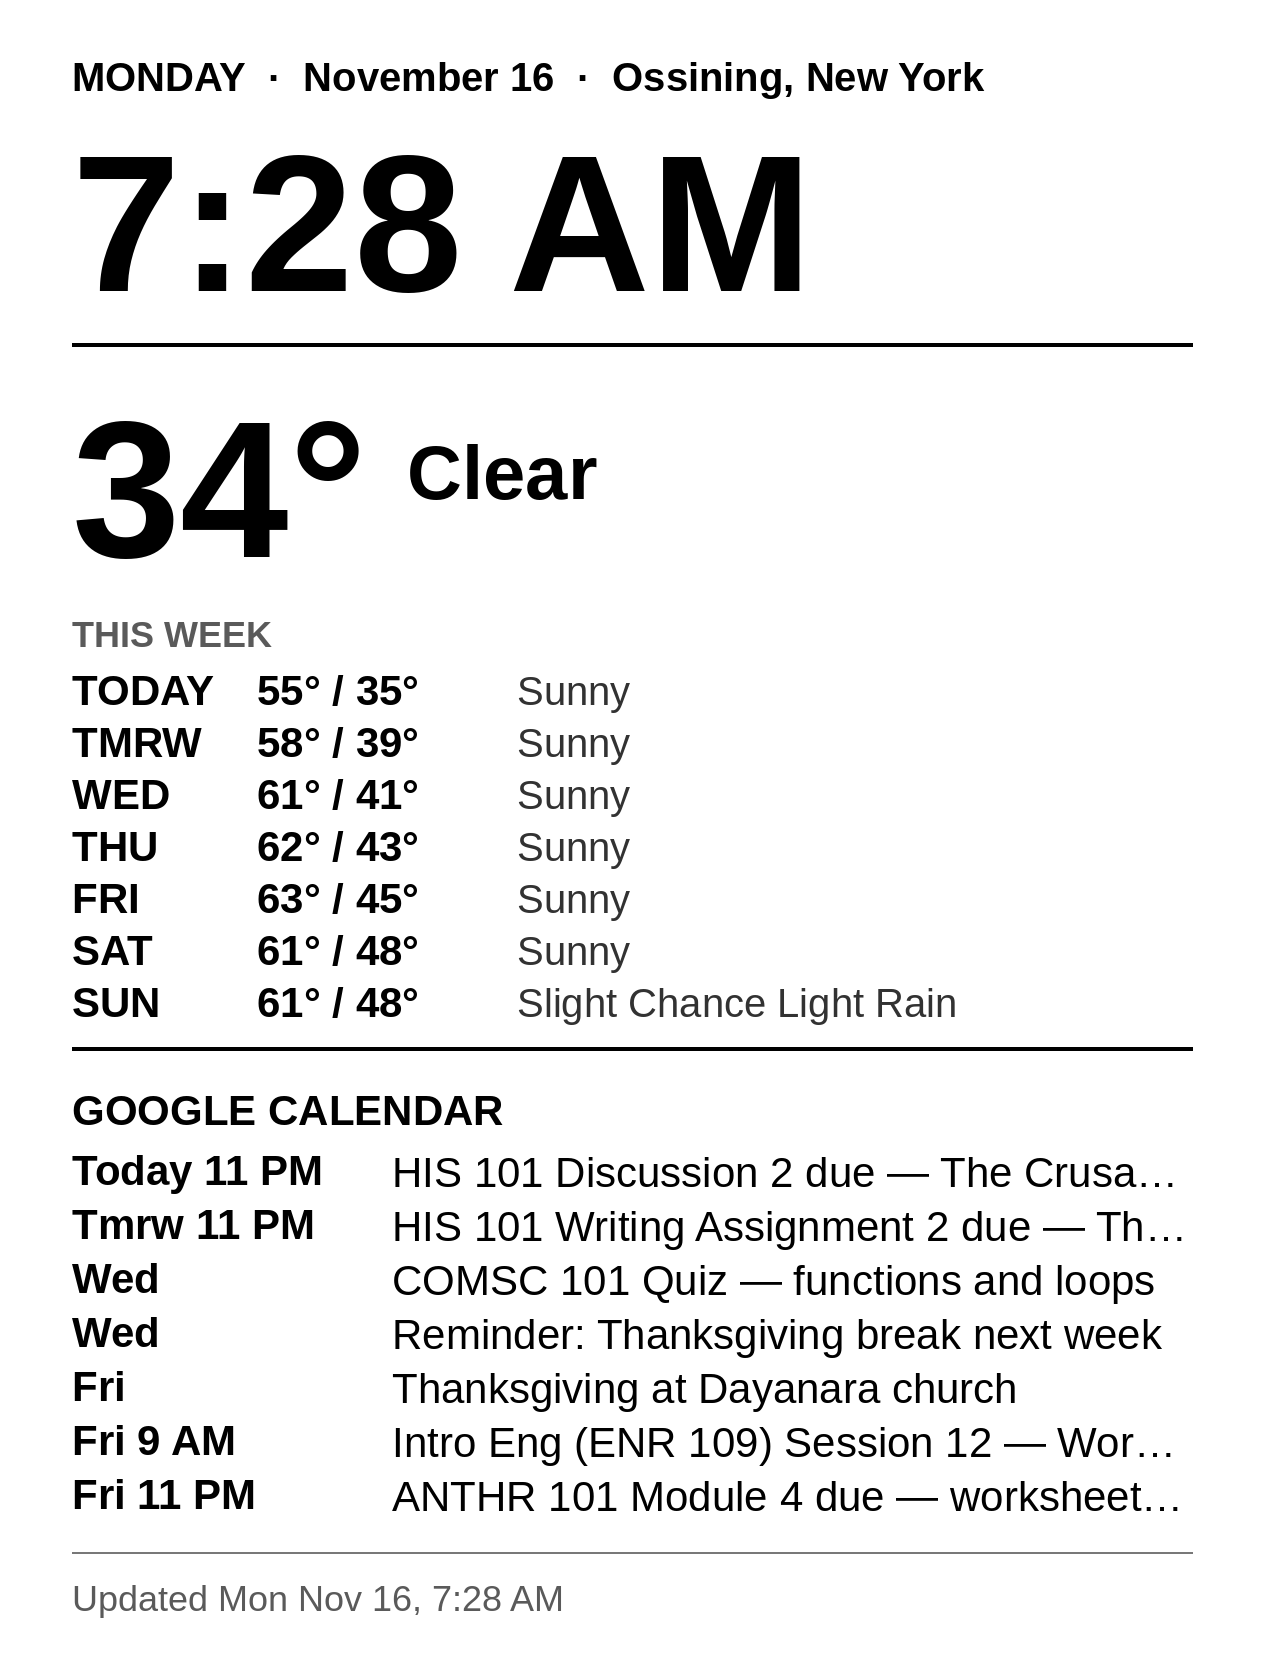 MONDAY · November 16 · Ossining, New York
7:28 AM
34° Clear
THIS WEEK
TODAY 55° / 35° Sunny
TMRW 58° / 39° Sunny
WED 61° / 41° Sunny
THU 62° / 43° Sunny
FRI 63° / 45° Sunny
SAT 61° / 48° Sunny
SUN 61° / 48° Slight Chance Light Rain
GOOGLE CALENDAR
Today 11 PM HIS 101 Discussion 2 due — The Crusa…
Tmrw 11 PM HIS 101 Writing Assignment 2 due — Th…
Wed COMSC 101 Quiz — functions and loops
Wed Reminder: Thanksgiving break next week
Fri Thanksgiving at Dayanara church
Fri 9 AM Intro Eng (ENR 109) Session 12 — Wor…
Fri 11 PM ANTHR 101 Module 4 due — worksheet…
Updated Mon Nov 16, 7:28 AM